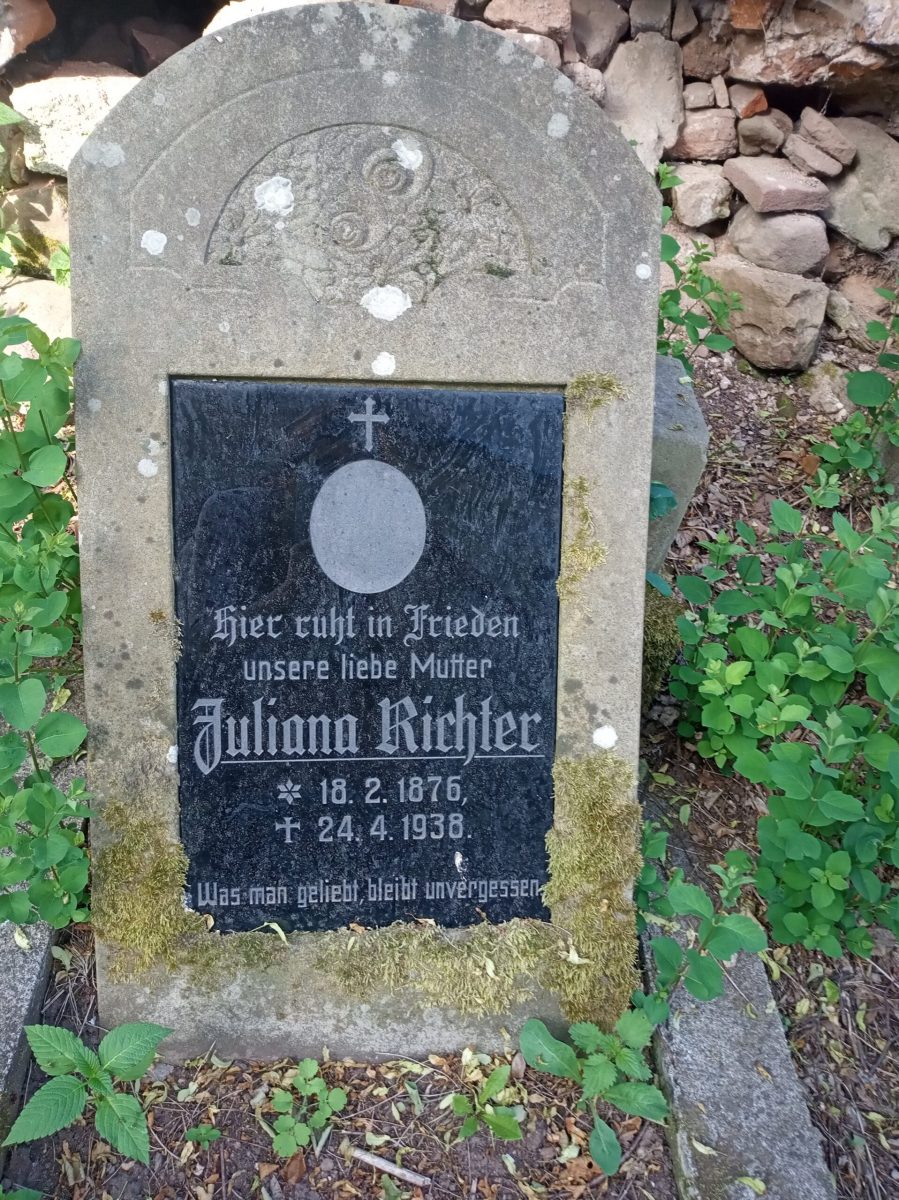 Hier ruht in Frieden
unsere liebe Mutter
Juliana Richter
* 18. 2. 1876,
✝ 24. 4. 1938.
Was man geliebt, bleibt unvergessen